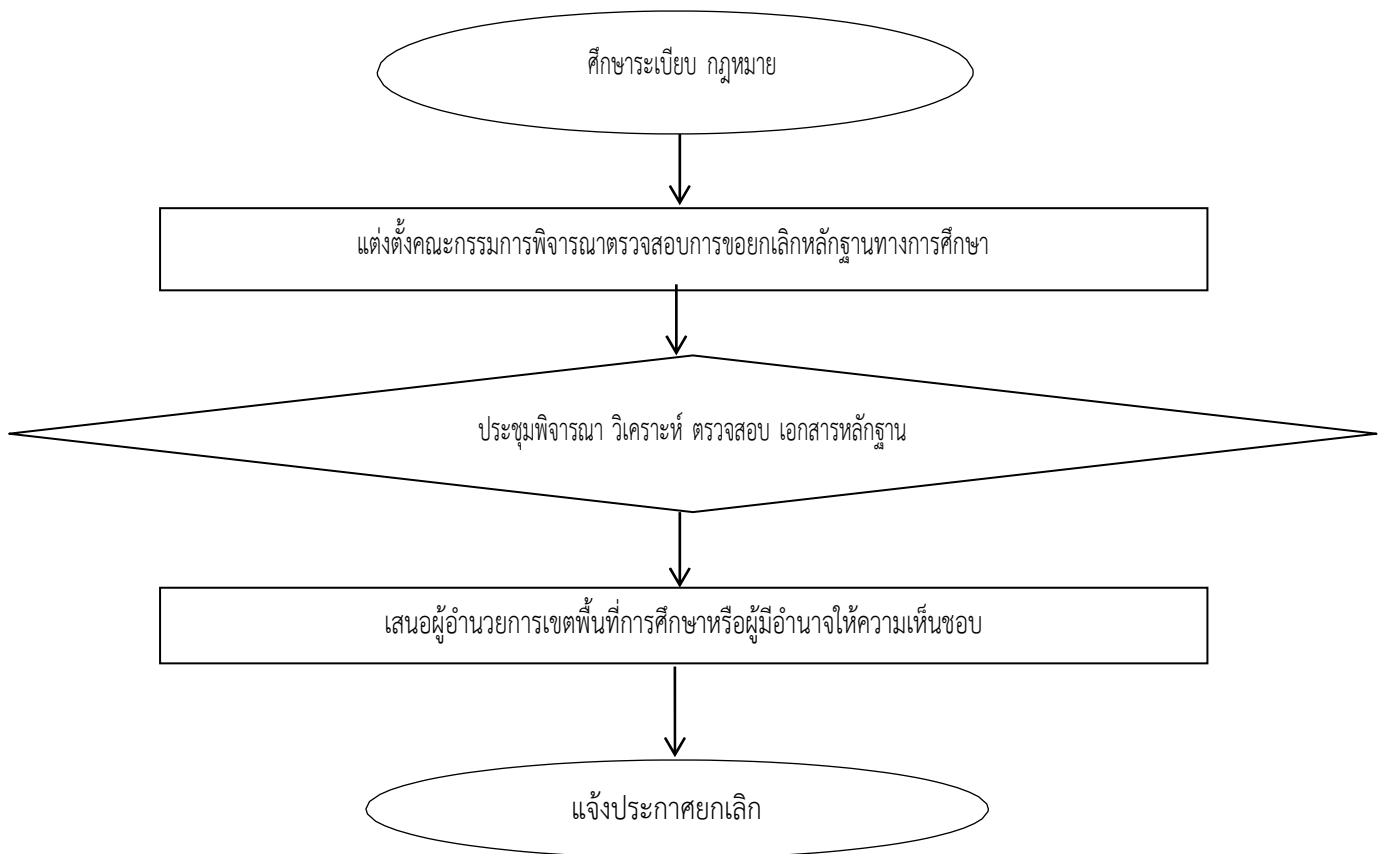 ศึกษาระเบียบ กฎหมาย
แต่งตั้งคณะกรรมการพิจารณาตรวจสอบการขอยกเลิกหลักฐานทางการศึกษา
ประชุมพิจารณา วิเคราะห์ ตรวจสอบ เอกสารหลักฐาน
เสนอผู้อำนวยการเขตพื้นที่การศึกษาหรือผู้มีอำนาจให้ความเห็นชอบ
แจ้งประกาศยกเลิก